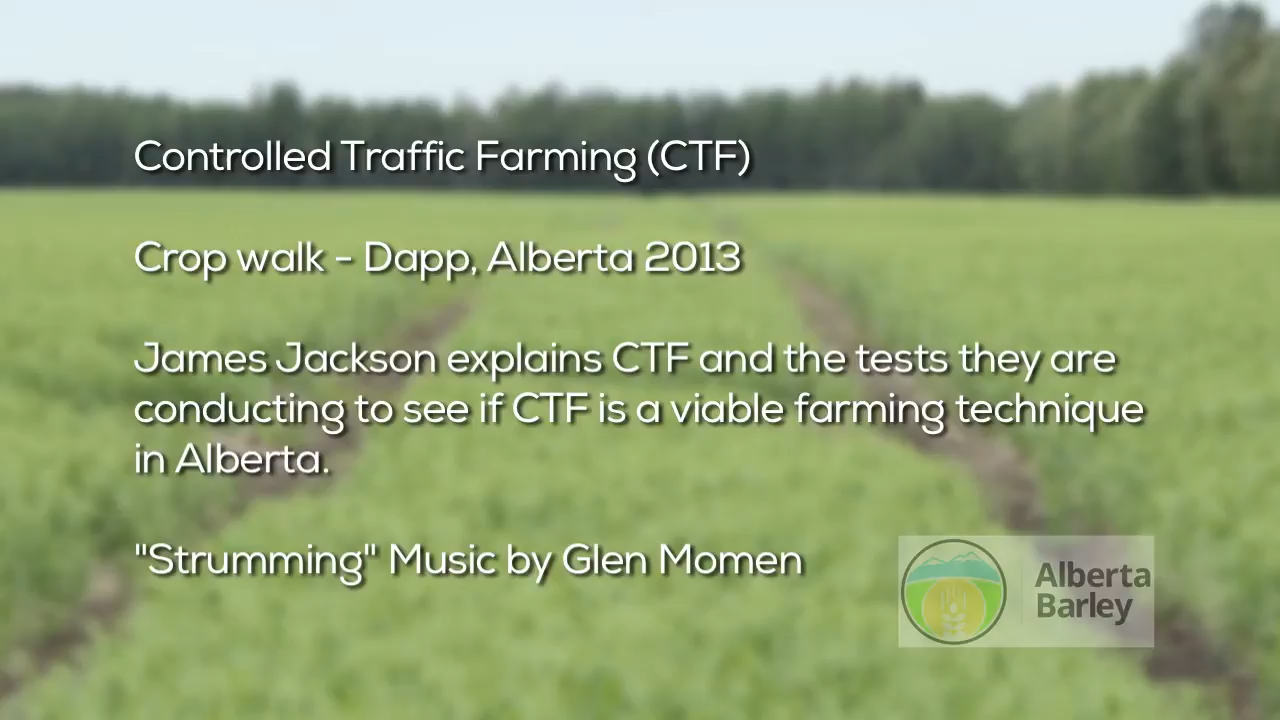 Controlled Traffic Farming (CTF)
Crop walk - Dapp, Alberta 2013
James Jackson explains CTF and the tests they are
conducting to see if CTF is a viable farming technique
in Alberta.
"Strumming" Music by Glen Momen
Alberta
Barley